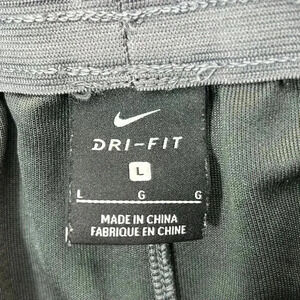 DRI-FIT
L
L G G
MADE IN CHINA
FABRIQUE EN CHINE